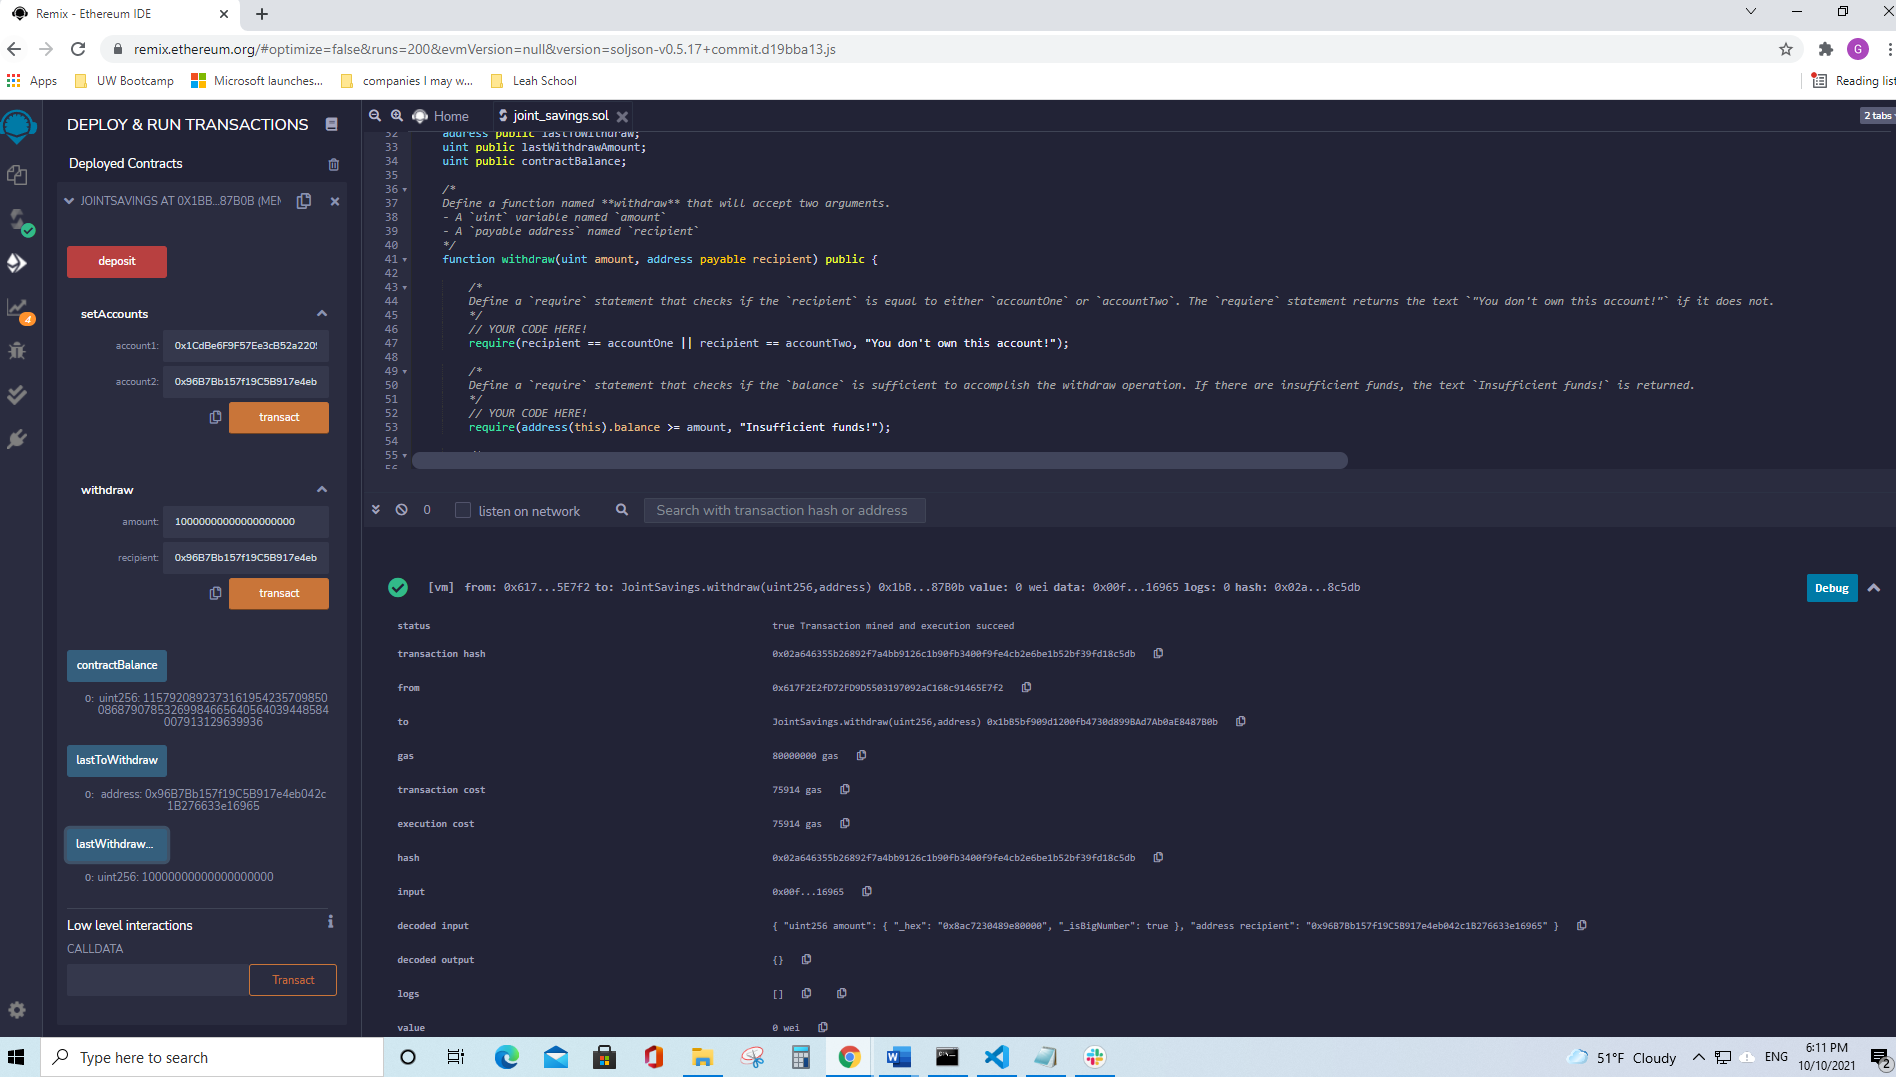 Remix - Ethereum IDE
remix.ethereum.org/#optimize=false&runs=200&evmVersion=null&version=soljson-v0.5.17+commit.d19bba13.js
G
Apps
UW Bootcamp
Microsoft launches...
companies I may w...
Leah School
Reading list
DEPLOY & RUN TRANSACTIONS
Home
joint_savings.sol
2 tabs
Deployed Contracts
JOINTSAVINGS AT 0X1BB...87B0B (MEM
deposit
setAccounts
account1:
0x1CdBe6F9F57Ee3cB52a220
account2:
0x96B7Bb157f19C5B917e4eb
transact
withdraw
amount:
10000000000000000000
recipient:
0x96B7Bb157f19C5B917e4eb
transact
contractBalance
0: uint256: 1157920892373161954235709850
0868790785326998466564056403944858 4
007913129639936
lastToWithdraw
0: address: 0x96B7Bb157f19C5B917e4eb042c
1B276633e16965
lastWithdraw...
0: uint256: 10000000000000000000
Low level interactions
CALLDATA
Transact
4
32 address public lastToWithdraw;
33 uint public lastWithdrawAmount;
34 uint public contractBalance;
35
36 /*
37 Define a function named **withdraw** that will accept two arguments.
38 - A `uint` variable named `amount`
39 - A `payable address` named `recipient`
40 */
41 function withdraw(uint amount, address payable recipient) public {
42
43 /*
44 Define a `require` statement that checks if the `recipient` is equal to either `accountOne` or `accountTwo`. The `requiere` statement returns the text `"You don't own this account!"` if it does not.
45 */
46 // YOUR CODE HERE!
47 require(recipient == accountOne || recipient == accountTwo, "You don't own this account!");
48
49 /*
50 Define a `require` statement that checks if the `balance` is sufficient to accomplish the withdraw operation. If there are insufficient funds, the text `Insufficient funds!` is returned.
51 */
52 // YOUR CODE HERE!
53 require(address(this).balance >= amount, "Insufficient funds!");
54
55
56
0
listen on network
Search with transaction hash or address
[vm] from: 0x617...5E7f2 to: JointSavings.withdraw(uint256,address) 0x1bB...87B0b value: 0 wei data: 0x00f...16965 logs: 0 hash: 0x02a...8c5db
Debug
status true Transaction mined and execution succeed
transaction hash 0x02a646355b26892f7a4bb9126c1b90fb3400f9fe4cb2e6be1b52bf39fd18c5db
from 0x617F2E2fD72FD9D5503197092aC168c91465E7f2
to JointSavings.withdraw(uint256,address) 0x1bB5bf909d1200fb4730d899BAd7Ab0aE8487B0b
gas 80000000 gas
transaction cost 75914 gas
execution cost 75914 gas
hash 0x02a646355b26892f7a4bb9126c1b90fb3400f9fe4cb2e6be1b52bf39fd18c5db
input 0x00f...16965
decoded input { "uint256 amount": { "_hex": "0x8ac7230489e80000", "_isBigNumber": true }, "address recipient": "0x96B7Bb157f19C5B917e4eb042c1B276633e16965" }
decoded output {}
logs []
value 0 wei
Type here to search
51°F Cloudy
ENG
6:11 PM
10/10/2021
2